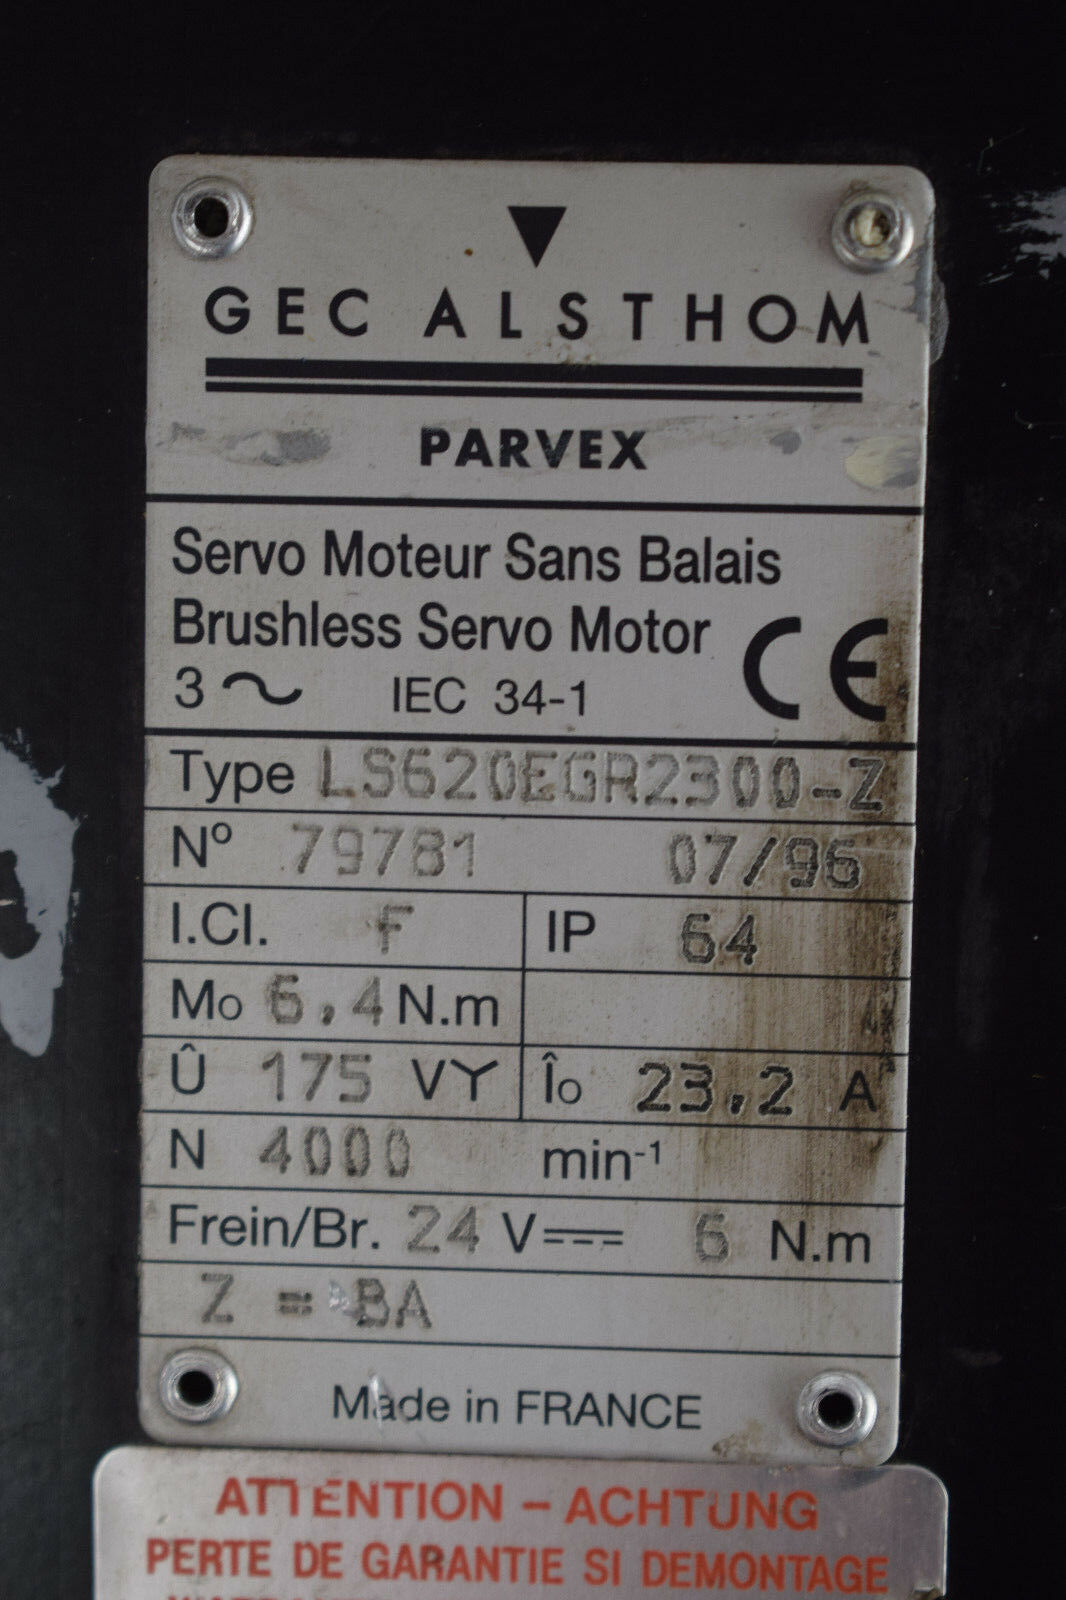 GEC ALSTHOM
PARVEX
Servo Moteur Sans Balais
Brushless Servo Motor
3 ~ IEC 34-1 CE
Type LS620EGR2300-Z
Nº 79781 07/96
I.Cl. F IP 64
Mo 6,4 N.m
Û 175 VY Îo 23,2 A
N 4000 min-1
Frein/Br. 24 V⎓ 6 N.m
Z = BA
Made in FRANCE
ATTENTION - ACHTUNG
PERTE DE GARANTIE SI DEMONTAGE